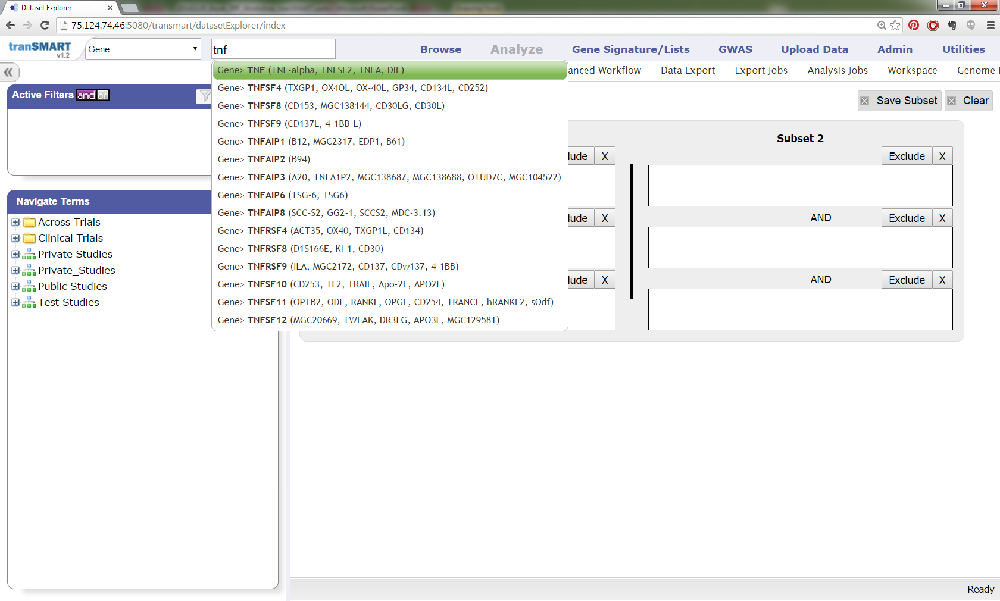 Dataset Explorer
75.124.74.46:5080/transmart/datasetExplorer/index
tranSMART
v1.2
Gene
tnf
Browse Analyze Gene Signature/Lists GWAS Upload Data Admin Utilities
anced Workflow Data Export Export Jobs Analysis Jobs Workspace Genome
Active Filters and or
Save Subset Clear
Gene> TNF (TNF-alpha, TNFSF2, TNFA, DIF)
Gene> TNFSF4 (TXGP1, OX4OL, OX-40L, GP34, CD134L, CD252)
Gene> TNFSF8 (CD153, MGC138144, CD30LG, CD30L)
Gene> TNFSF9 (CD137L, 4-1BB-L)
Gene> TNFAIP1 (B12, MGC2317, EDP1, B61)
Gene> TNFAIP2 (B94)
Gene> TNFAIP3 (A20, TNFA1P2, MGC138687, MGC138688, OTUD7C, MGC104522)
Gene> TNFAIP6 (TSG-6, TSG6)
Gene> TNFAIP8 (SCC-S2, GG2-1, SCCS2, MDC-3.13)
Gene> TNFRSF4 (ACT35, OX40, TXGP1L, CD134)
Gene> TNFRSF8 (D1S166E, KI-1, CD30)
Gene> TNFRSF9 (ILA, MGC2172, CD137, CDw137, 4-1BB)
Gene> TNFSF10 (CD253, TL2, TRAIL, Apo-2L, APO2L)
Gene> TNFSF11 (OPTB2, ODF, RANKL, OPGL, CD254, TRANCE, hRANKL2, sOdf)
Gene> TNFSF12 (MGC20669, TWEAK, DR3LG, APO3L, MGC129581)
Navigate Terms
Across Trials
Clinical Trials
Private Studies
Private_Studies
Public Studies
Test Studies
Subset 2
lude X
Exclude X
lude X
AND
Exclude X
lude X
AND
Exclude X
Ready